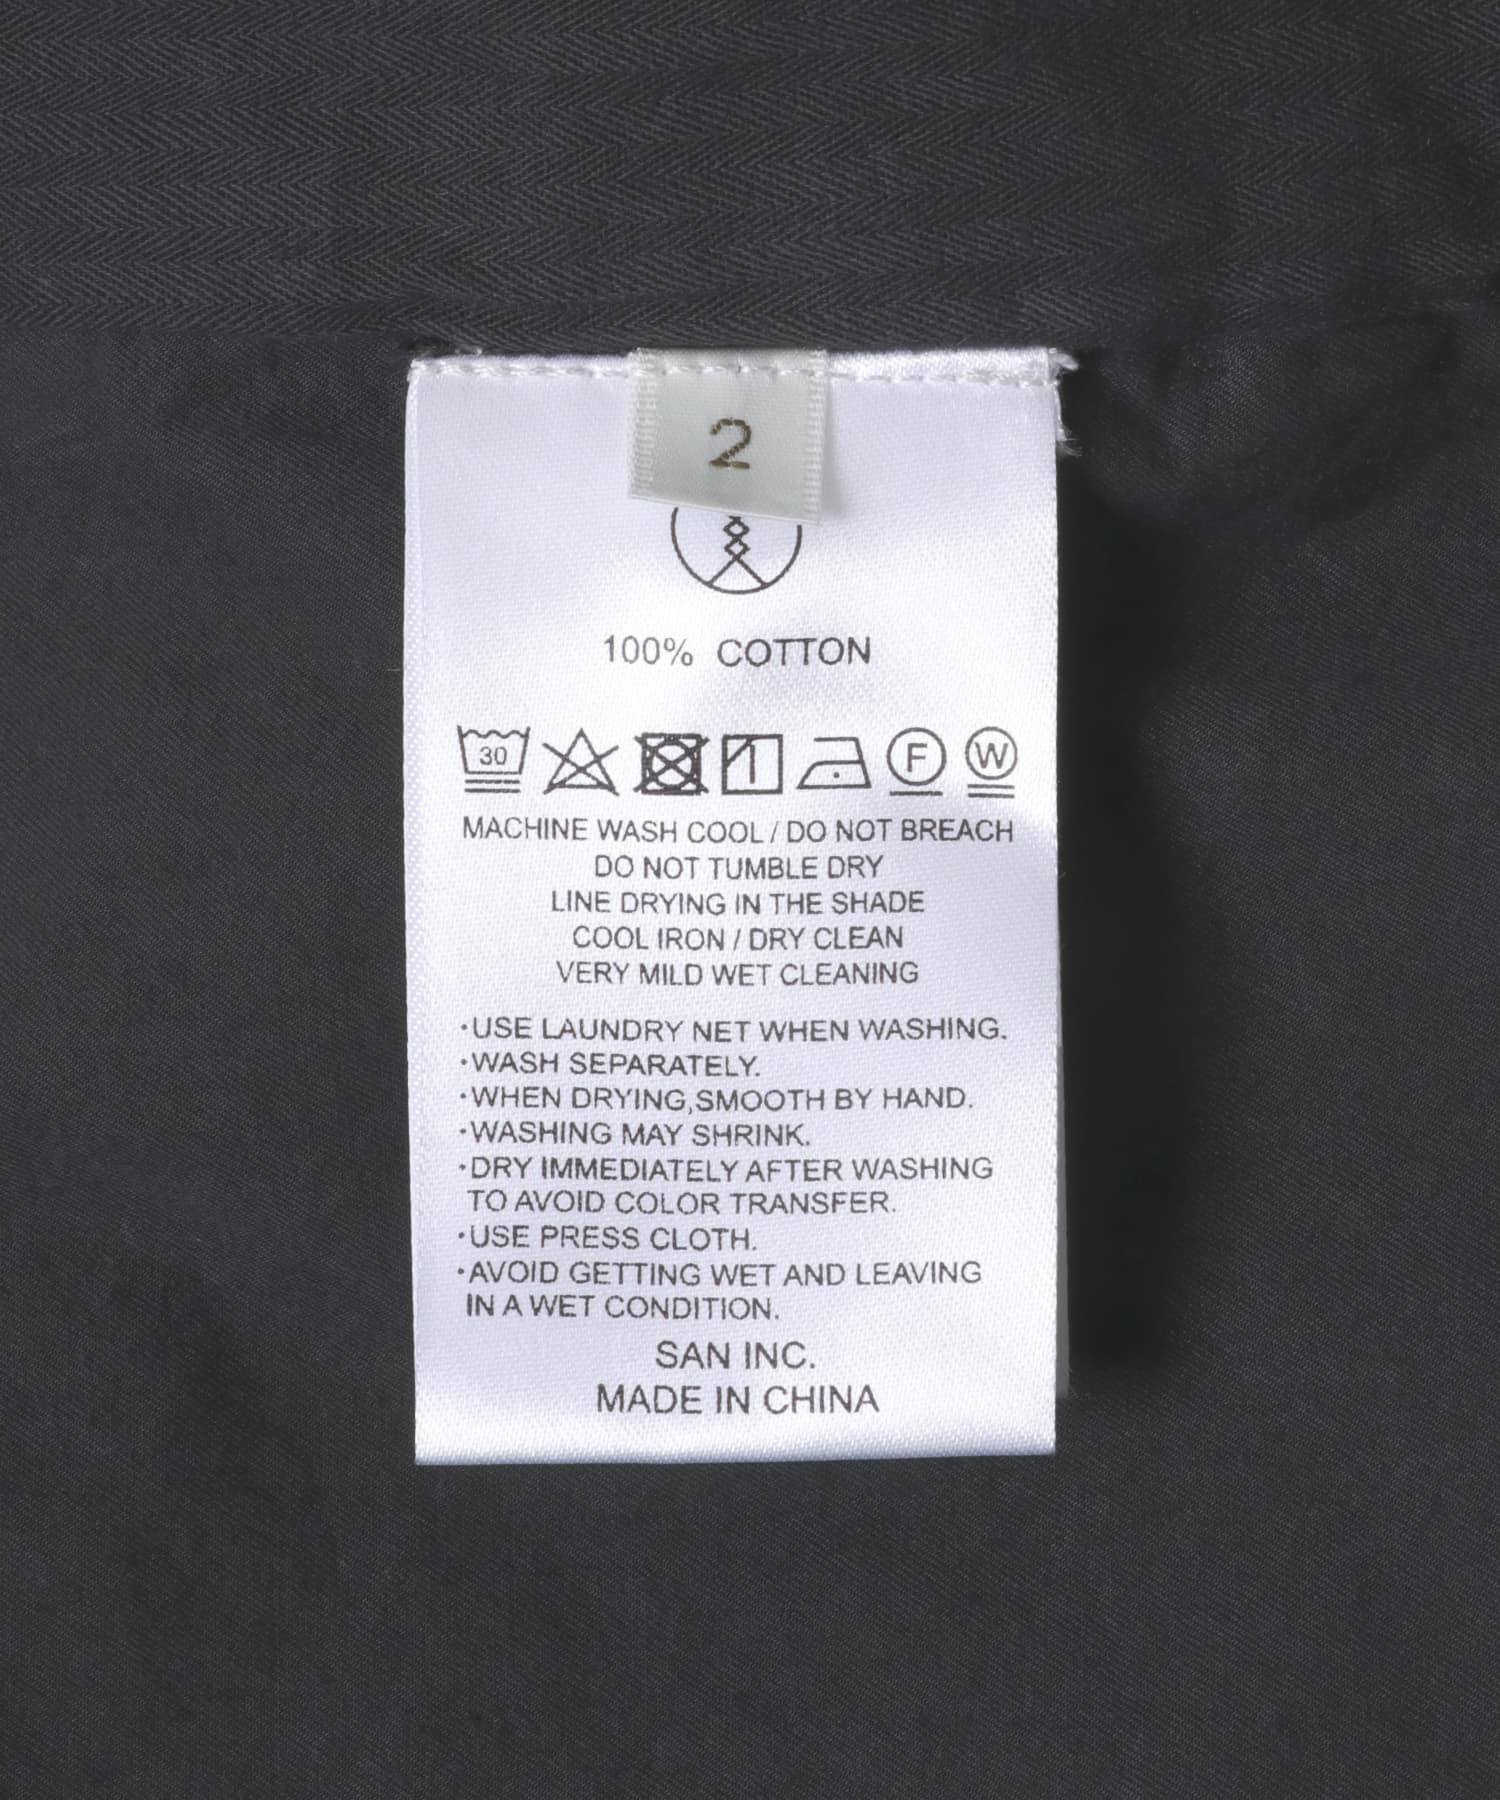 2
100% COTTON
30 F W
MACHINE WASH COOL / DO NOT BREACH
DO NOT TUMBLE DRY
LINE DRYING IN THE SHADE
COOL IRON / DRY CLEAN
VERY MILD WET CLEANING
・USE LAUNDRY NET WHEN WASHING.
・WASH SEPARATELY.
・WHEN DRYING,SMOOTH BY HAND.
・WASHING MAY SHRINK.
・DRY IMMEDIATELY AFTER WASHING
TO AVOID COLOR TRANSFER.
・USE PRESS CLOTH.
・AVOID GETTING WET AND LEAVING
IN A WET CONDITION.
SAN INC.
MADE IN CHINA